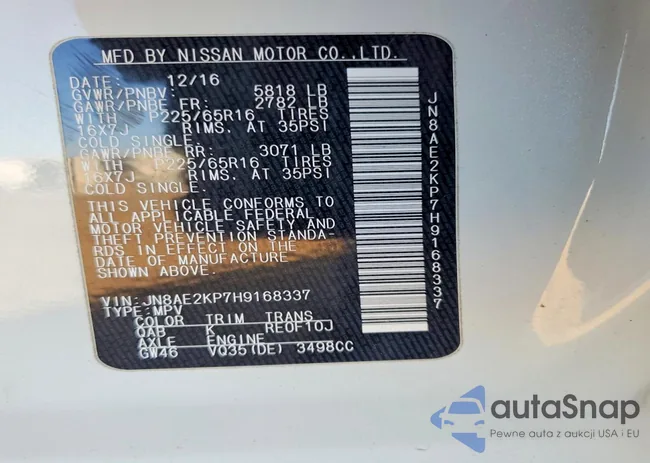 MFD BY NISSAN MOTOR CO.,LTD.
DATE: 12/16
GVWR/PNBV: 5818 LB
GAWR/PNBE FR: 2782 LB
WITH P225/65R16 TIRES
16X7J RIMS, AT 35PSI
COLD SINGLE.
GAWR/PNBE RR: 3071 LB
WITH P225/65R16 TIRES
16X7J RIMS, AT 35PSI
COLD SINGLE.
THIS VEHICLE CONFORMS TO
ALL APPLICABLE FEDERAL
MOTOR VEHICLE SAFETY AND
THEFT PREVENTION STANDA-
RDS IN EFFECT ON THE
DATE OF MANUFACTURE
SHOWN ABOVE.
VIN:JN8AE2KP7H9168337
TYPE:MPV
COLOR TRIM TRANS
QAB K RE0F10J
AXLE ENGINE
GW46 VQ35(DE) 3498CC
JN8AE2KP7H9168337
autaSnap
Pewne auta z aukcji USA i EU